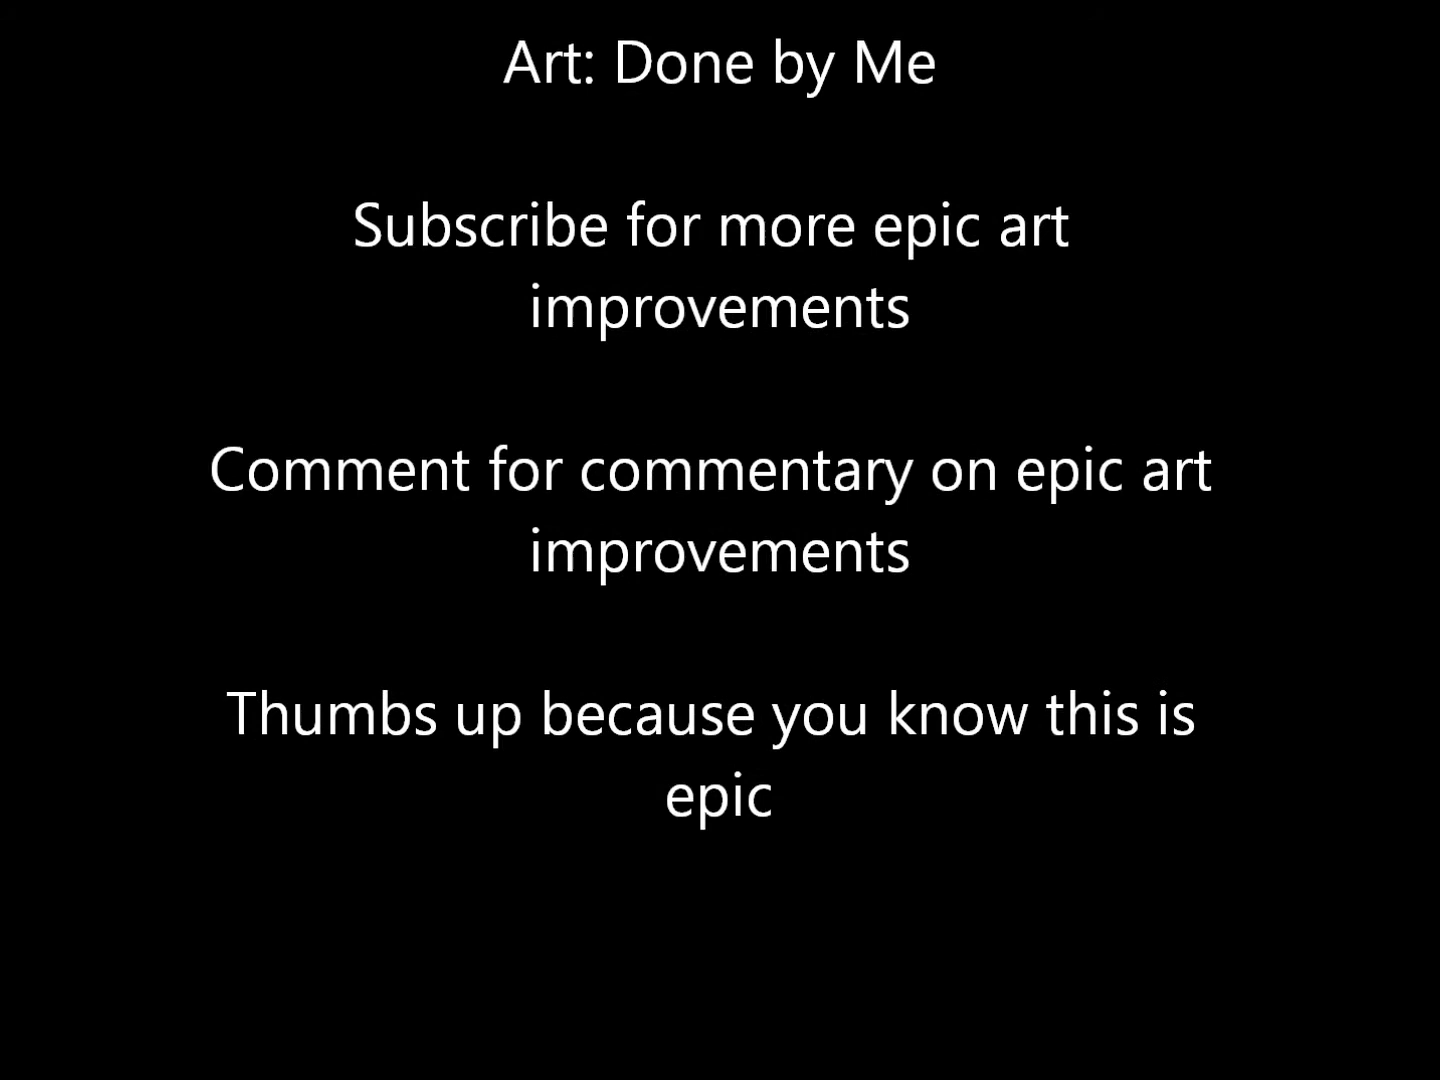 Art: Done by Me
Subscribe for more epic art
improvements
Comment for commentary on epic art
improvements
Thumbs up because you know this is
epic